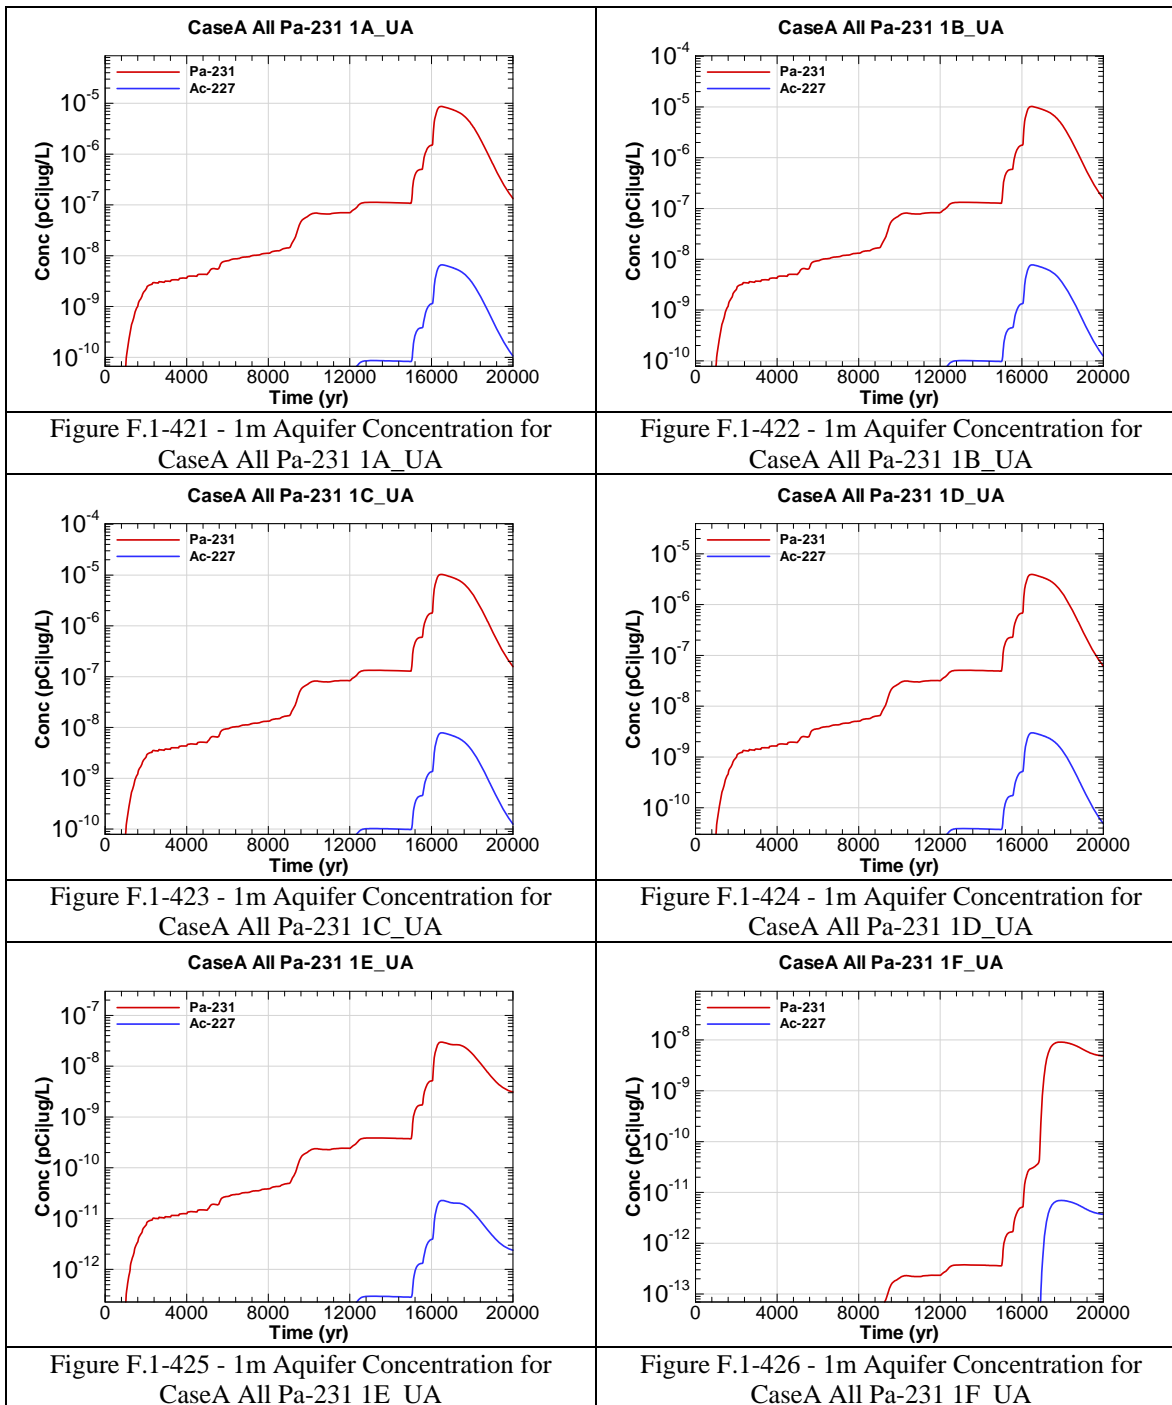 CaseA All Pa-231 1A_UA
Pa-231
Ac-227
10-5
10-6
10-7
10-8
10-9
10-10
Conc (pCi|ug/L)
0 4000 8000 12000 16000 20000
Time (yr)
Figure F.1-421 - 1m Aquifer Concentration for
CaseA All Pa-231 1A_UA
CaseA All Pa-231 1B_UA
Pa-231
Ac-227
10-4
10-5
10-6
10-7
10-8
10-9
10-10
Conc (pCi|ug/L)
0 4000 8000 12000 16000 20000
Time (yr)
Figure F.1-422 - 1m Aquifer Concentration for
CaseA All Pa-231 1B_UA
CaseA All Pa-231 1C_UA
Pa-231
Ac-227
10-4
10-5
10-6
10-7
10-8
10-9
10-10
Conc (pCi|ug/L)
0 4000 8000 12000 16000 20000
Time (yr)
Figure F.1-423 - 1m Aquifer Concentration for
CaseA All Pa-231 1C_UA
CaseA All Pa-231 1D_UA
Pa-231
Ac-227
10-5
10-6
10-7
10-8
10-9
10-10
Conc (pCi|ug/L)
0 4000 8000 12000 16000 20000
Time (yr)
Figure F.1-424 - 1m Aquifer Concentration for
CaseA All Pa-231 1D_UA
CaseA All Pa-231 1E_UA
Pa-231
Ac-227
10-7
10-8
10-9
10-10
10-11
10-12
Conc (pCi|ug/L)
0 4000 8000 12000 16000 20000
Time (yr)
Figure F.1-425 - 1m Aquifer Concentration for
CaseA All Pa-231 1E_UA
CaseA All Pa-231 1F_UA
Pa-231
Ac-227
10-8
10-9
10-10
10-11
10-12
10-13
Conc (pCi|ug/L)
0 4000 8000 12000 16000 20000
Time (yr)
Figure F.1-426 - 1m Aquifer Concentration for
CaseA All Pa-231 1F_UA